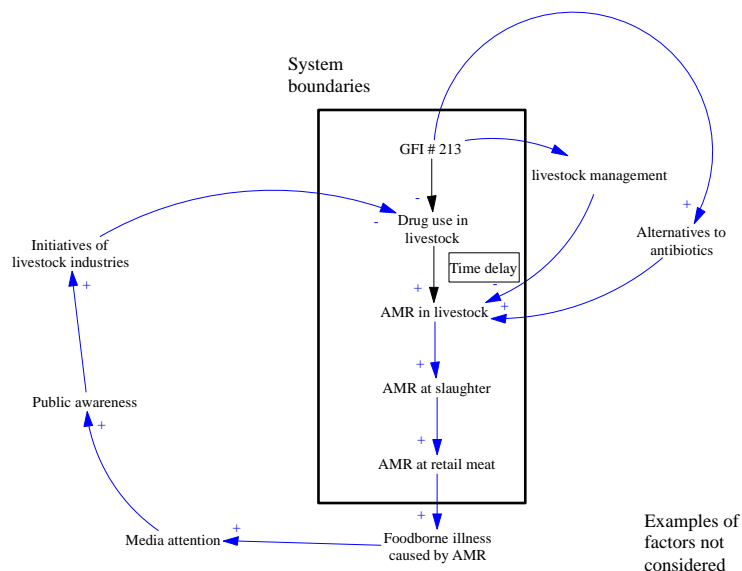 System
boundaries
GFI # 213
livestock management
-
+
Drug use in
livestock
-
Alternatives to
antibiotics
Initiatives of
livestock industries
Time delay
+
+
-
+
AMR in livestock
+
AMR at slaughter
Public awareness
+
+
AMR at retail meat
+
Examples of
factors not
considered
+
Foodborne illness
caused by AMR
Media attention